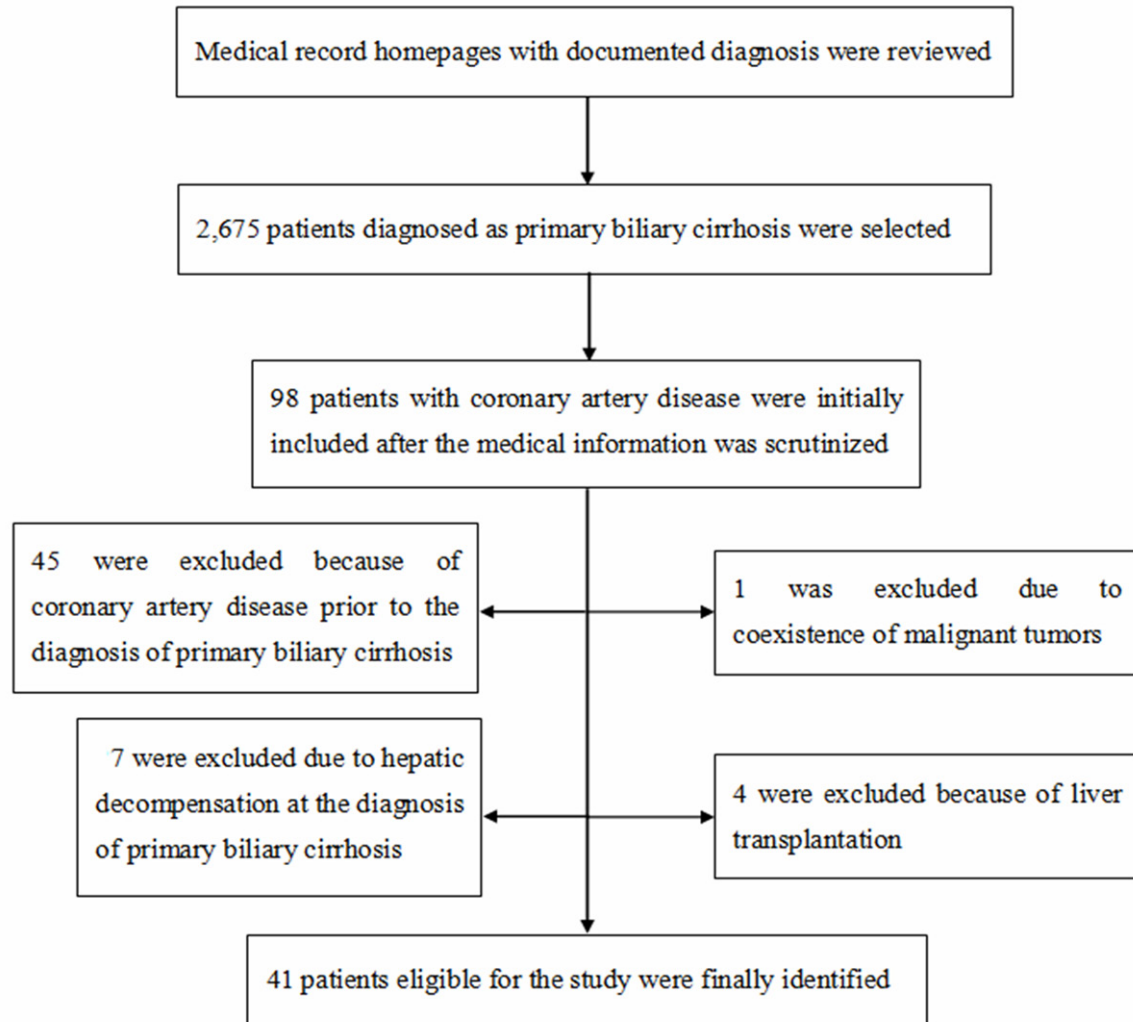 Medical record homepages with documented diagnosis were reviewed
2,675 patients diagnosed as primary biliary cirrhosis were selected
98 patients with coronary artery disease were initially
included after the medical information was scrutinized
45 were excluded because of
coronary artery disease prior to the
diagnosis of primary biliary cirrhosis
1 was excluded due to
coexistence of malignant tumors
7 were excluded due to hepatic
decompensation at the diagnosis
of primary biliary cirrhosis
4 were excluded because of liver
transplantation
41 patients eligible for the study were finally identified